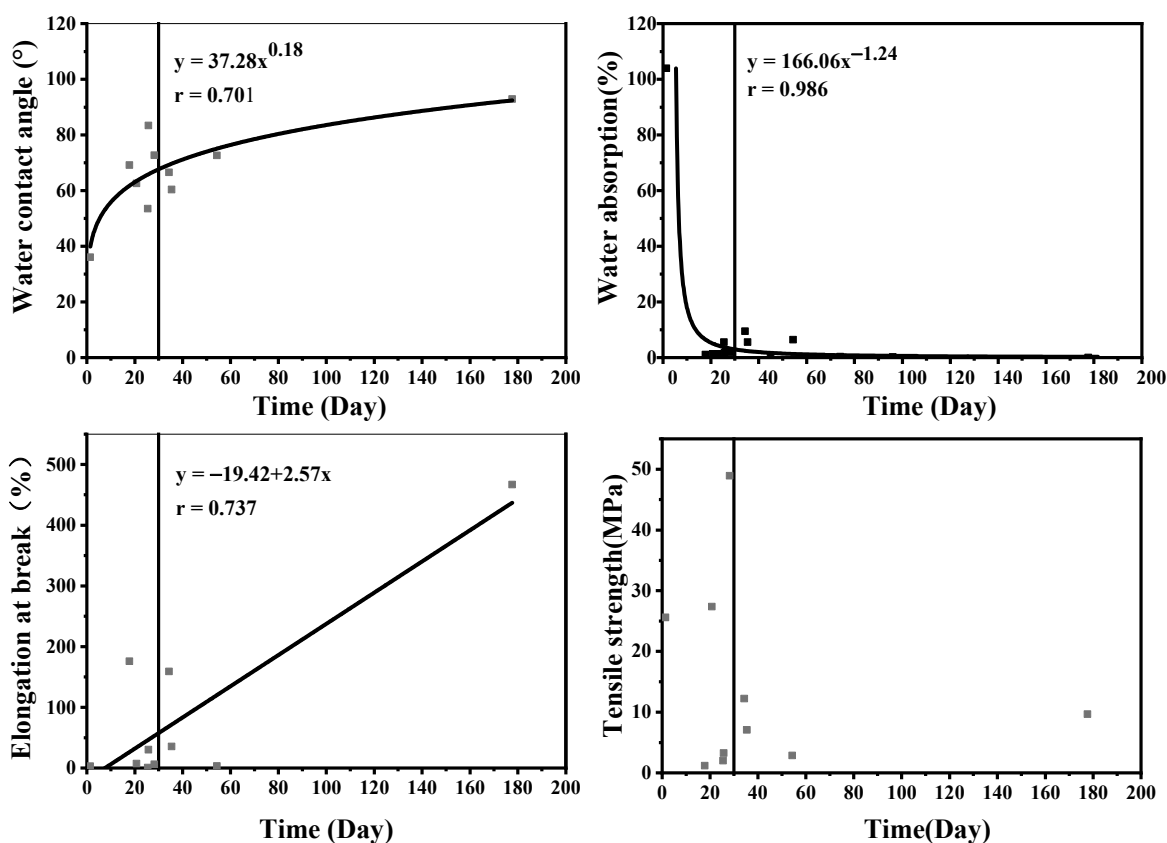 Water contact angle (°)
120
100
80
60
40
20
0
y = 37.28x^0.18
r = 0.701
0 20 40 60 80 100 120 140 160 180 200
Time (Day)
Water absorption(%)
120
100
80
60
40
20
0
y = 166.06x^−1.24
r = 0.986
0 20 40 60 80 100 120 140 160 180 200
Time (Day)
Elongation at break（%）
500
400
300
200
100
0
y = −19.42+2.57x
r = 0.737
0 20 40 60 80 100 120 140 160 180 200
Time (Day)
Tensile strength(MPa)
50
40
30
20
10
0
0 20 40 60 80 100 120 140 160 180 200
Time(Day)